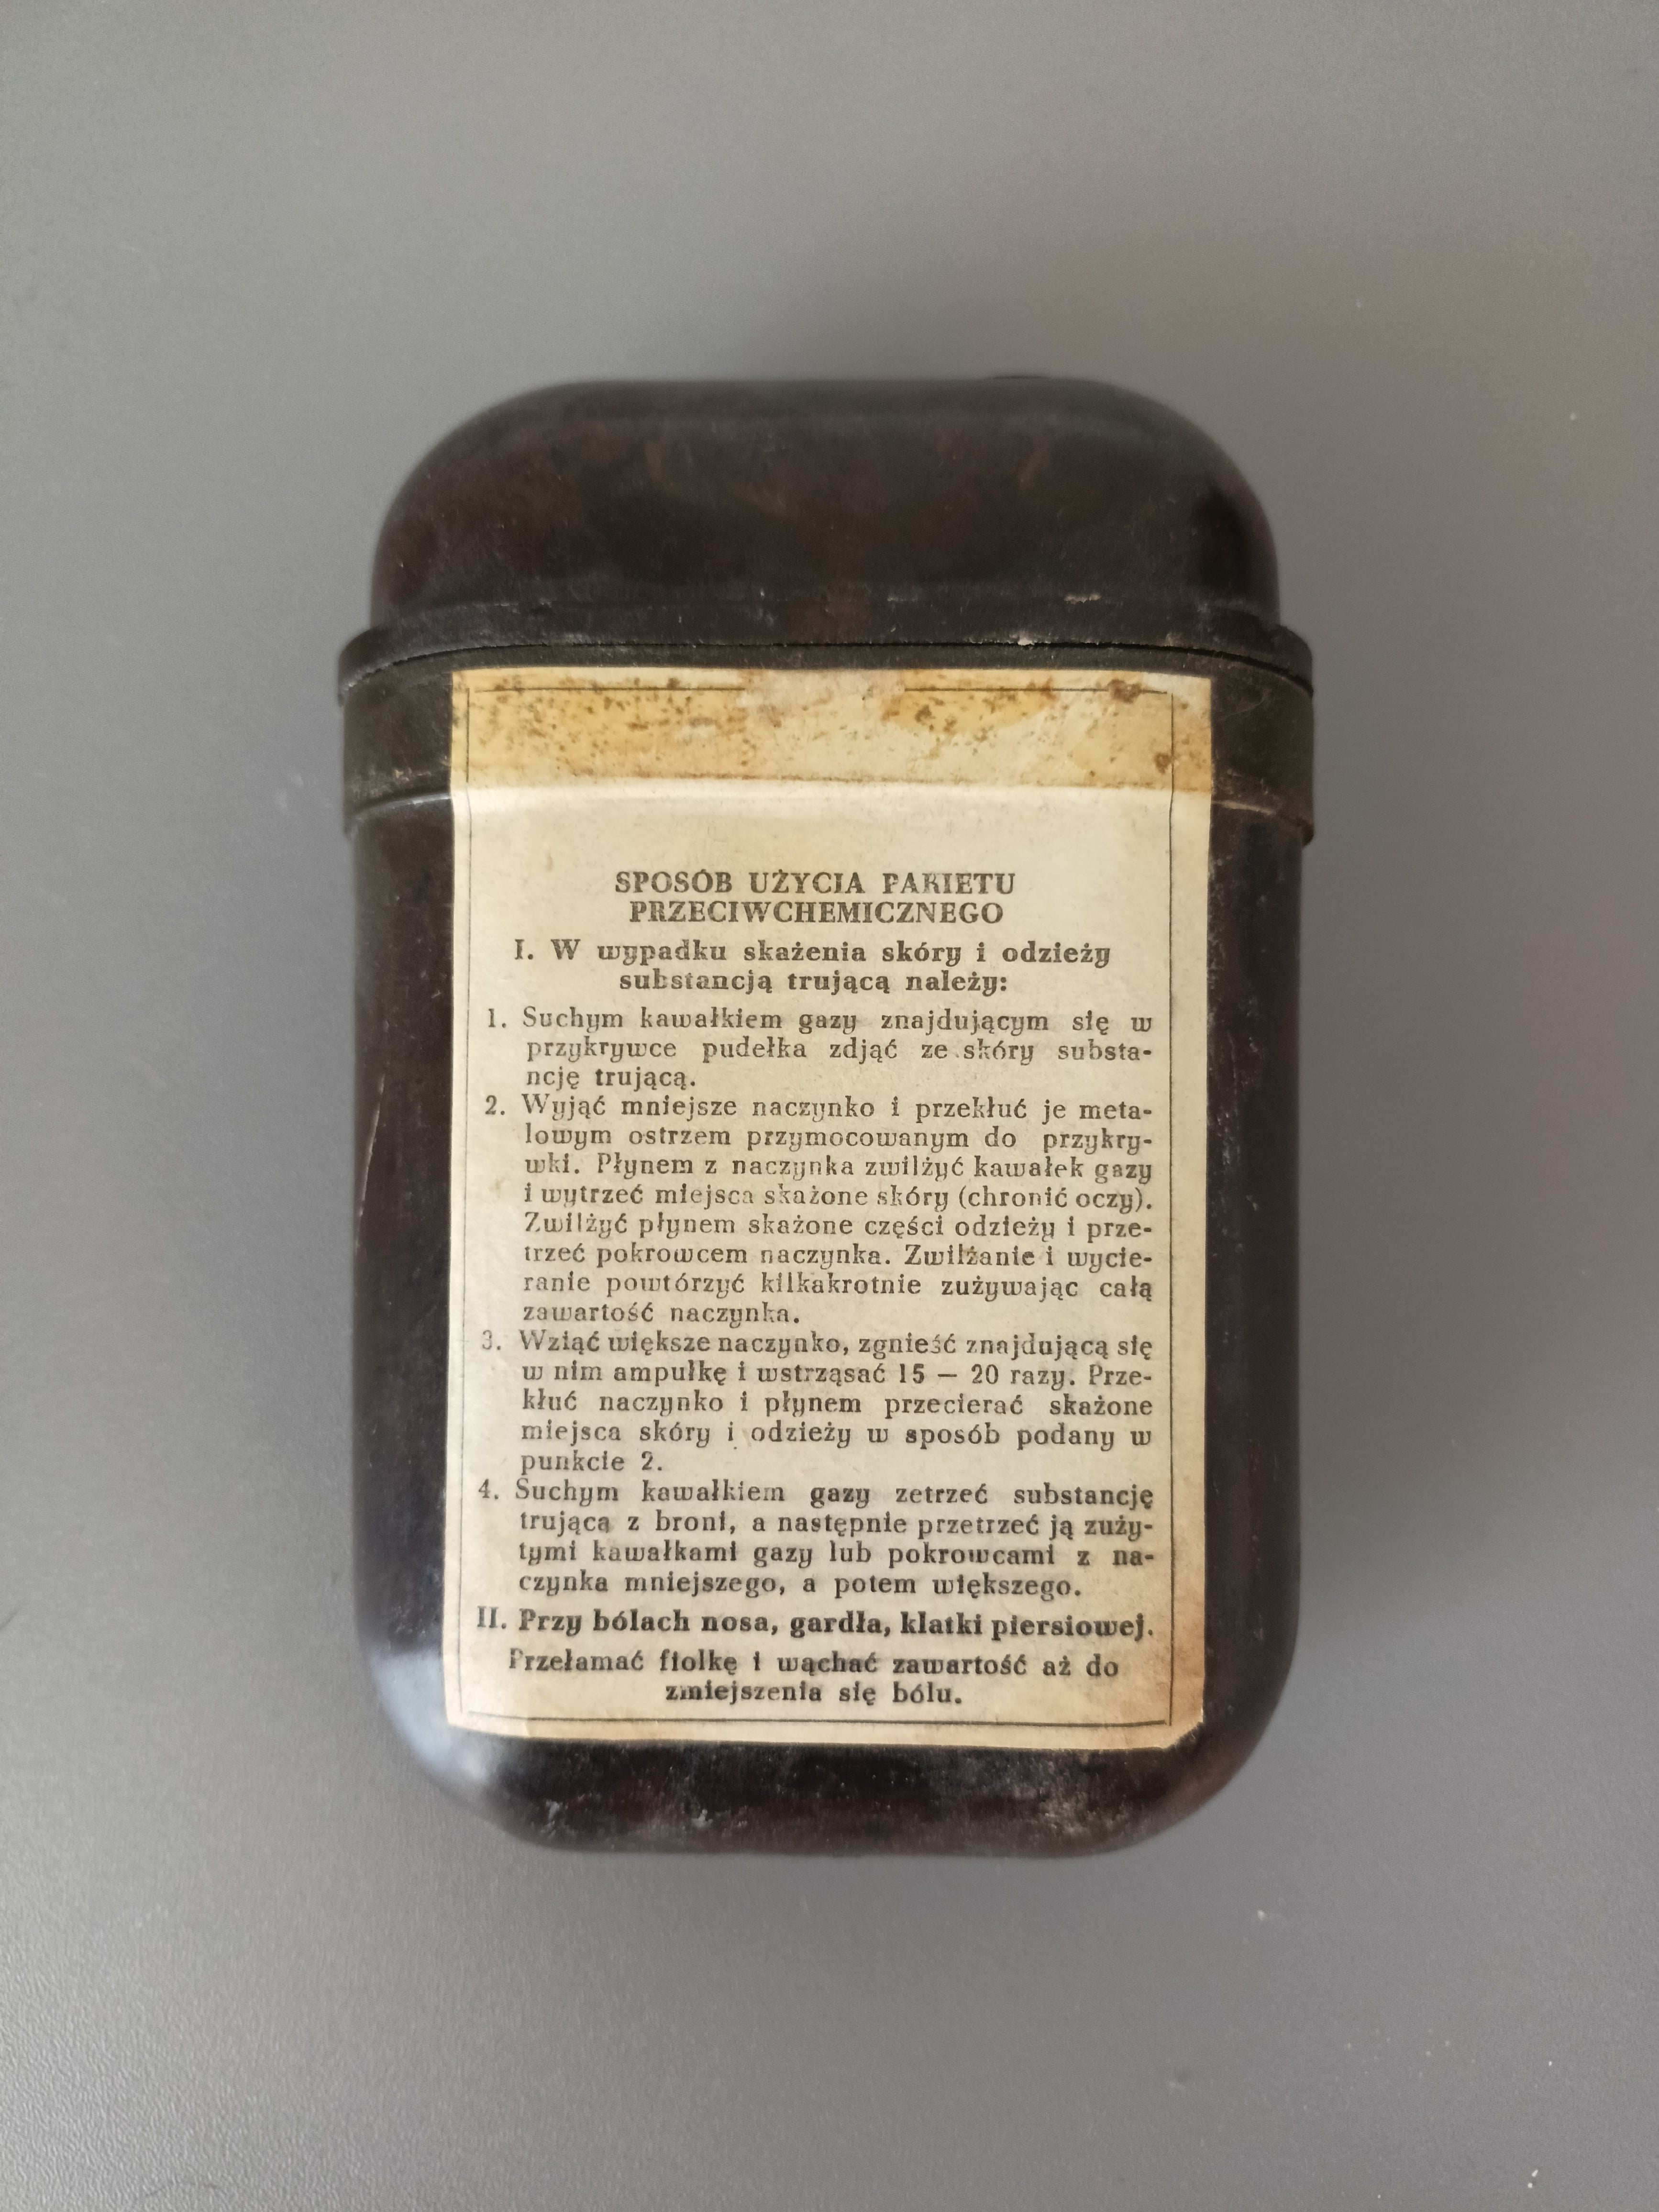 SPOSÓB UŻYCIA PAKIETU
PRZECIWCHEMICZNEGO
I. W wypadku skażenia skóry i odzieży
substancją trującą należy:
1. Suchym kawałkiem gazy znajdującym się w
przykrywce pudełka zdjąć ze skóry substa-
ncję trującą.
2. Wyjąć mniejsze naczynko i przekłuć je meta-
lowym ostrzem przymocowanym do przykry-
wki. Płynem z naczynka zwilżyć kawałek gazy
i wytrzeć miejsca skażone skóry (chronić oczy).
Zwilżyć płynem skażone części odzieży i prze-
trzeć pokrowcem naczynka. Zwilżanie i wycie-
ranie powtórzyć kilkakrotnie zużywając całą
zawartość naczynka.
3. Wziąć większe naczynko, zgnieść znajdującą się
w nim ampułkę i wstrząsać 15 — 20 razy. Prze-
kłuć naczynko i płynem przecierać skażone
miejsca skóry i odzieży w sposób podany w
punkcie 2.
4. Suchym kawałkiem gazy zetrzeć substancję
trującą z broni, a następnie przetrzeć ją zuży-
tymi kawałkami gazy lub pokrowcami z na-
czynka mniejszego, a potem większego.
II. Przy bólach nosa, gardła, klatki piersiowej.
Przełamać fiolkę i wąchać zawartość aż do
zmiejszenia się bólu.